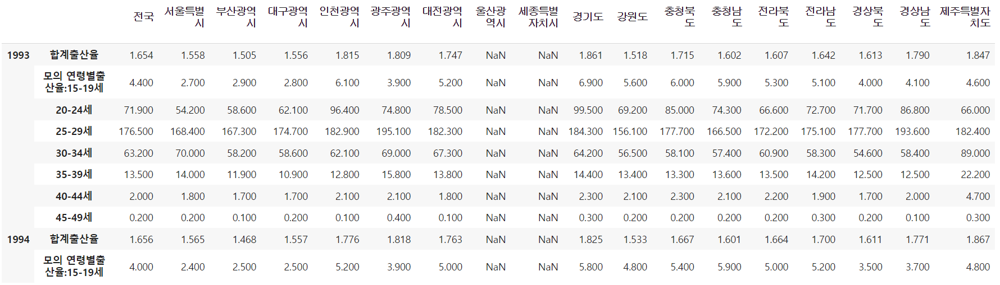 전국 서울특별시 부산광역시 대구광역시 인천광역시 광주광역시 대전광역시 울산광역시 세종특별자치시 경기도 강원도 충청북도 충청남도 전라북도 전라남도 경상북도 경상남도 제주특별자치도
1993 합계출산율 1.654 1.558 1.505 1.556 1.815 1.809 1.747 NaN NaN 1.861 1.518 1.715 1.602 1.607 1.642 1.613 1.790 1.847
모의 연령별출산율:15-19세 4.400 2.700 2.900 2.800 6.100 3.900 5.200 NaN NaN 6.900 5.600 6.000 5.900 5.300 5.100 4.000 4.100 4.600
20-24세 71.900 54.200 58.600 62.100 96.400 74.800 78.500 NaN NaN 99.500 69.200 85.000 74.300 66.600 72.700 71.700 86.800 66.000
25-29세 176.500 168.400 167.300 174.700 182.900 195.100 182.300 NaN NaN 184.300 156.100 177.700 166.500 172.200 175.100 177.700 193.600 182.400
30-34세 63.200 70.000 58.200 58.600 62.100 69.000 67.300 NaN NaN 64.200 56.500 58.100 57.400 60.900 58.300 54.600 58.400 89.000
35-39세 13.500 14.000 11.900 10.900 12.800 15.800 13.800 NaN NaN 14.400 13.400 13.300 13.600 13.500 14.200 12.500 12.500 22.200
40-44세 2.000 1.800 1.700 1.700 2.100 2.100 1.800 NaN NaN 2.300 2.100 2.300 2.100 2.200 1.900 1.700 2.000 4.700
45-49세 0.200 0.200 0.100 0.200 0.100 0.400 0.100 NaN NaN 0.300 0.200 0.200 0.200 0.200 0.300 0.200 0.100 0.300
1994 합계출산율 1.656 1.565 1.468 1.557 1.776 1.818 1.763 NaN NaN 1.825 1.533 1.667 1.601 1.664 1.700 1.611 1.771 1.867
모의 연령별출산율:15-19세 4.000 2.400 2.500 2.500 5.200 3.900 5.000 NaN NaN 5.800 4.800 5.400 5.900 5.000 5.200 3.500 3.700 4.800